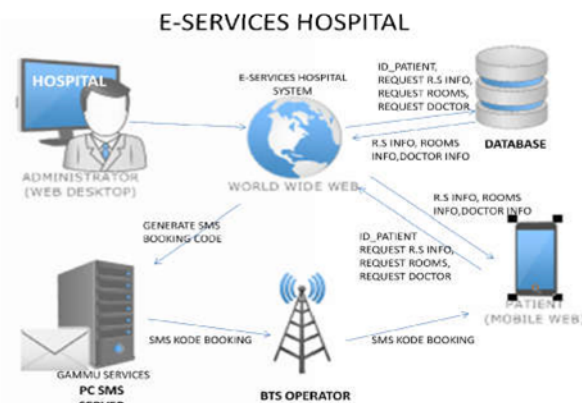 E-SERVICES HOSPITAL
HOSPITAL
E-SERVICES HOSPITAL
SYSTEM
ID_PATIENT,
REQUEST R.S INFO,
REQUEST ROOMS,
REQUEST DOCTOR
DATABASE
R.S INFO, ROOMS
INFO,DOCTOR INFO
ADMINISTRATOR
(WEB DESKTOP)
WORLD WIDE WEB
R.S INFO, ROOMS
INFO,DOCTOR INFO
GENERATE SMS
BOOKING CODE
ID_PATIENT
REQUEST R.S INFO,
REQUEST ROOMS,
REQUEST DOCTOR
PATIENT
(MOBILE WEB)
SMS KODE BOOKING
SMS KODE BOOKING
GAMMU SERVICES
PC SMS
SERVER
BTS OPERATOR